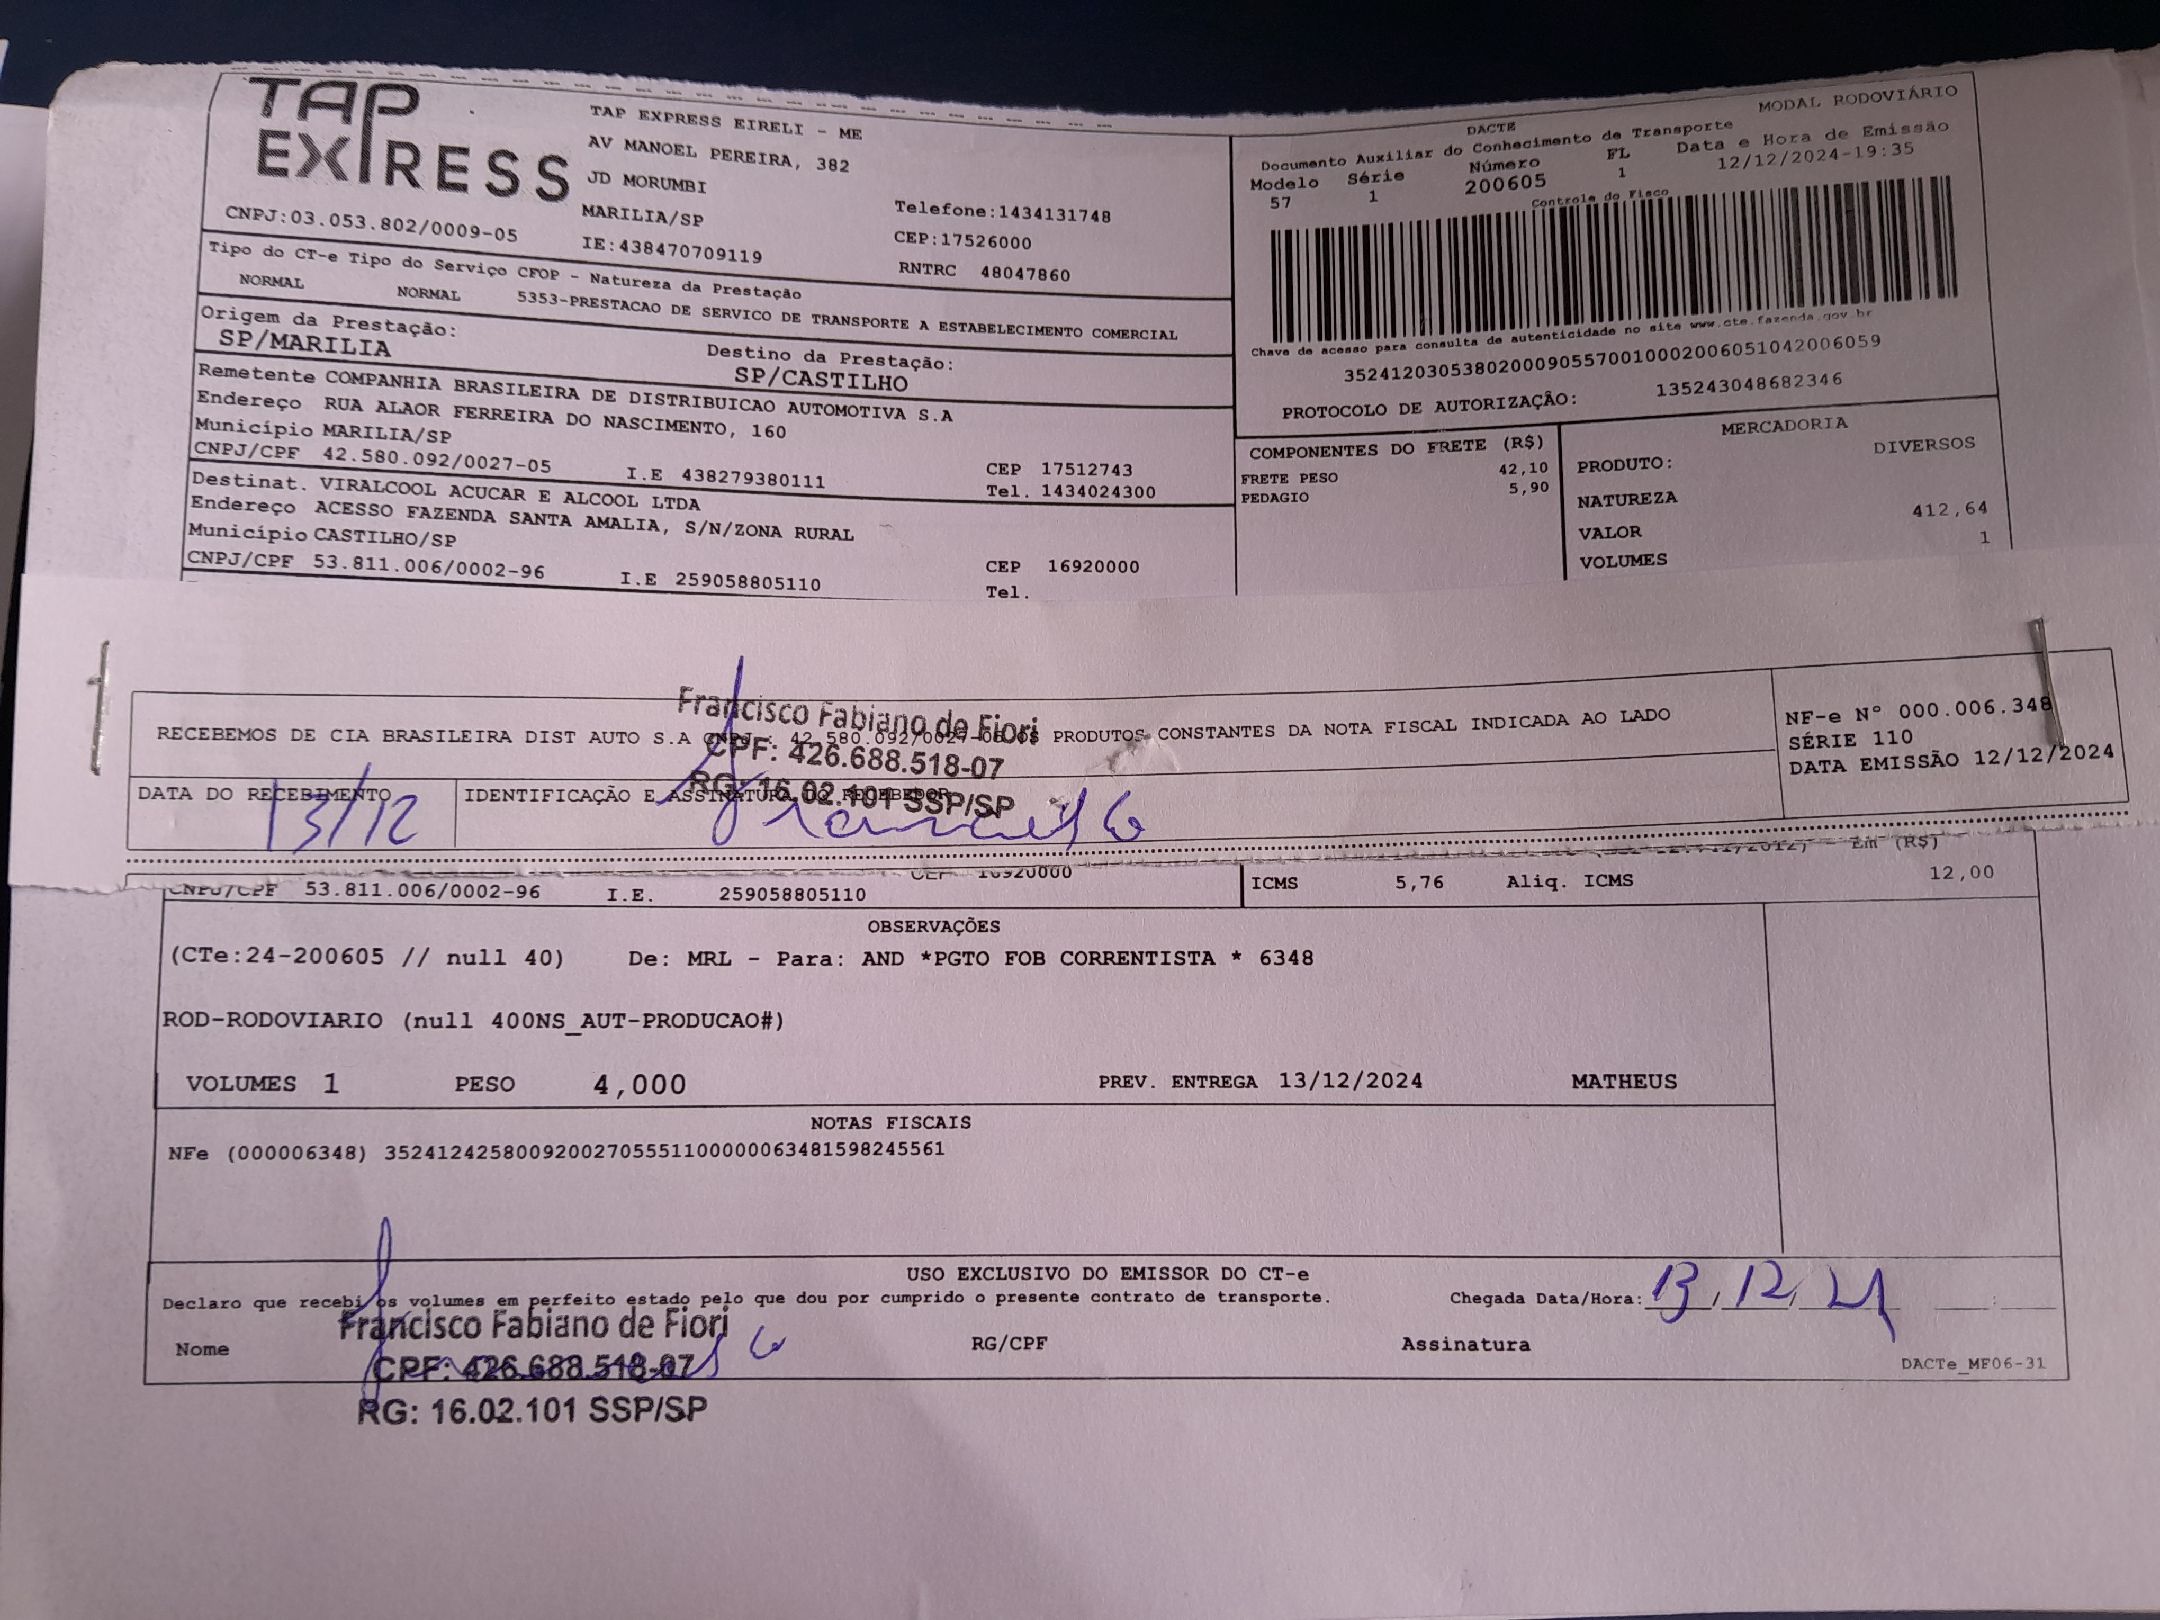 TAP
EXPRESS
TAP EXPRESS EIRELI - ME
AV MANOEL PEREIRA, 382
JD MORUMBI
MARILIA/SP
Telefone:1434131748
CNPJ:03.053.802/0009-05
IE:438470709119
CEP:17526000
RNTRC 48047860
DACTE
MODAL RODOVIÁRIO
Documento Auxiliar do Conhecimento de Transporte
Modelo Série Número FL Data e Hora de Emissão
57 1 200605 1 12/12/2024-19:35
Controle do Fisco
Chave de acesso para consulta de autenticidade no site www.cte.fazenda.gov.br
35241203053802000905570010002006051042006059
PROTOCOLO DE AUTORIZAÇÃO: 135243048682346
Tipo do CT-e Tipo do Serviço CFOP - Natureza da Prestação
NORMAL NORMAL 5353-PRESTACAO DE SERVICO DE TRANSPORTE A ESTABELECIMENTO COMERCIAL
Origem da Prestação:
SP/MARILIA
Destino da Prestação:
SP/CASTILHO
Remetente COMPANHIA BRASILEIRA DE DISTRIBUICAO AUTOMOTIVA S.A
Endereço RUA ALAOR FERREIRA DO NASCIMENTO, 160
Município MARILIA/SP
CEP 17512743
CNPJ/CPF 42.580.092/0027-05 I.E 438279380111 Tel. 1434024300
Destinat. VIRALCOOL ACUCAR E ALCOOL LTDA
Endereço ACESSO FAZENDA SANTA AMALIA, S/N/ZONA RURAL
Município CASTILHO/SP
CEP 16920000
CNPJ/CPF 53.811.006/0002-96 I.E 259058805110 Tel.
COMPONENTES DO FRETE (R$)
FRETE PESO 42,10
PEDAGIO 5,90
MERCADORIA
PRODUTO: DIVERSOS
NATUREZA
VALOR 412,64
VOLUMES 1
RECEBEMOS DE CIA BRASILEIRA DIST AUTO S.A CNPJ : 42.580.092/0027- OS PRODUTOS CONSTANTES DA NOTA FISCAL INDICADA AO LADO
Francisco Fabiano de Fiori
CPF: 426.688.518-07
RG: 16.02.101 SSP/SP
NF-e Nº 000.006.348
SÉRIE 110
DATA EMISSÃO 12/12/2024
DATA DO RECEBIMENTO
13/12
IDENTIFICAÇÃO E ASSINATURA DO RECEBEDOR
Em (R$)
CEP 16920000
CNPJ/CPF 53.811.006/0002-96 I.E. 259058805110
ICMS 5,76 Aliq. ICMS 12,00
OBSERVAÇÕES
(CTe:24-200605 // null 40) De: MRL - Para: AND *PGTO FOB CORRENTISTA * 6348
ROD-RODOVIARIO (null 400NS_AUT-PRODUCAO#)
VOLUMES 1 PESO 4,000 PREV. ENTREGA 13/12/2024 MATHEUS
NOTAS FISCAIS
NFe (000006348) 35241242580092002705551100000063481598245561
USO EXCLUSIVO DO EMISSOR DO CT-e
Declaro que recebi os volumes em perfeito estado pelo que dou por cumprido o presente contrato de transporte.
Chegada Data/Hora: 13, 12, 24
Francisco Fabiano de Fiori
Nome RG/CPF Assinatura
CPF: 426.688.518-07
RG: 16.02.101 SSP/SP
DACTe_MF06-31